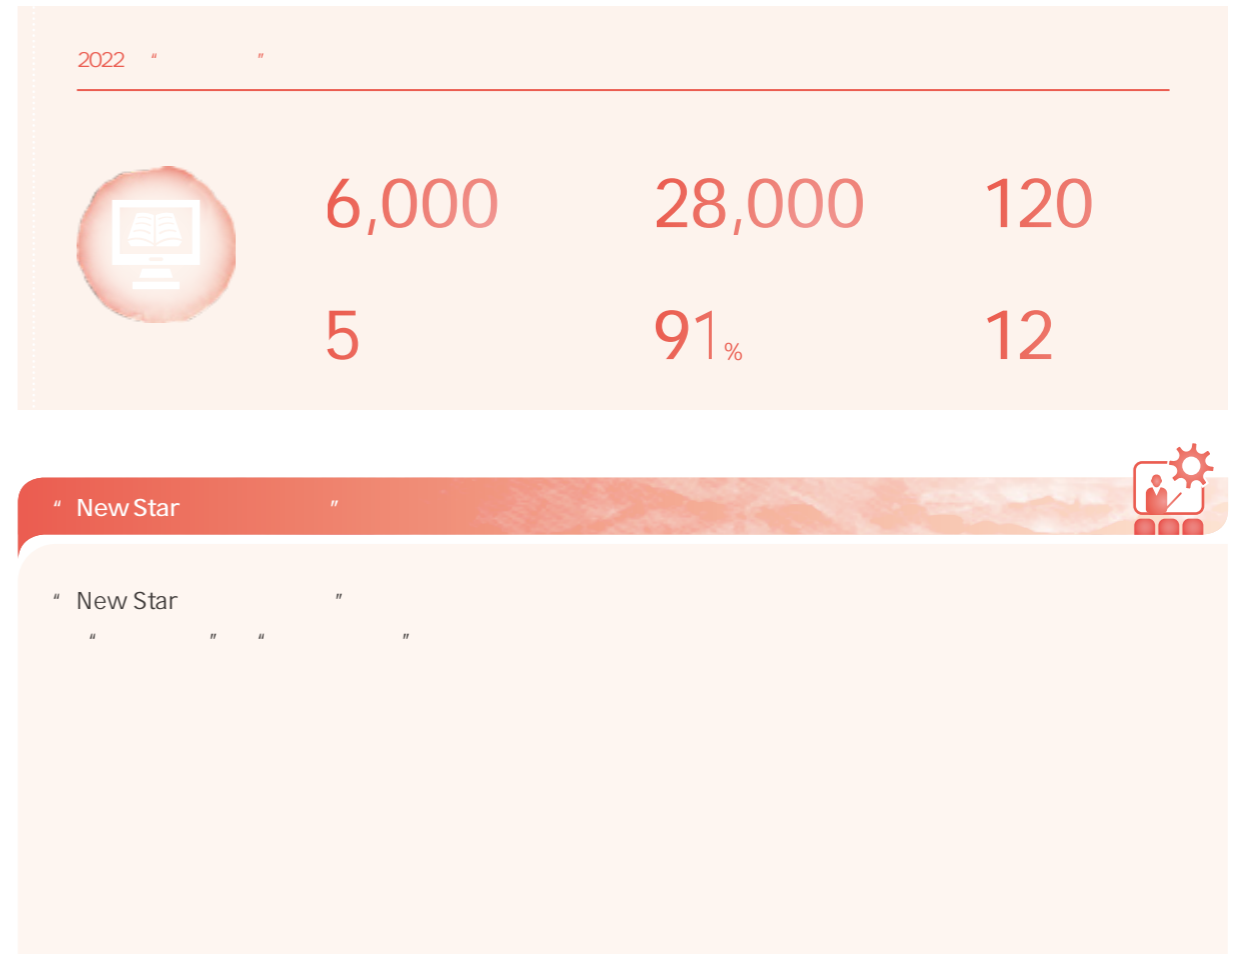 2022 “ ”
6,000 28,000 120
5 91% 12
“ New Star ”
“ New Star ”
“ ” “ ”